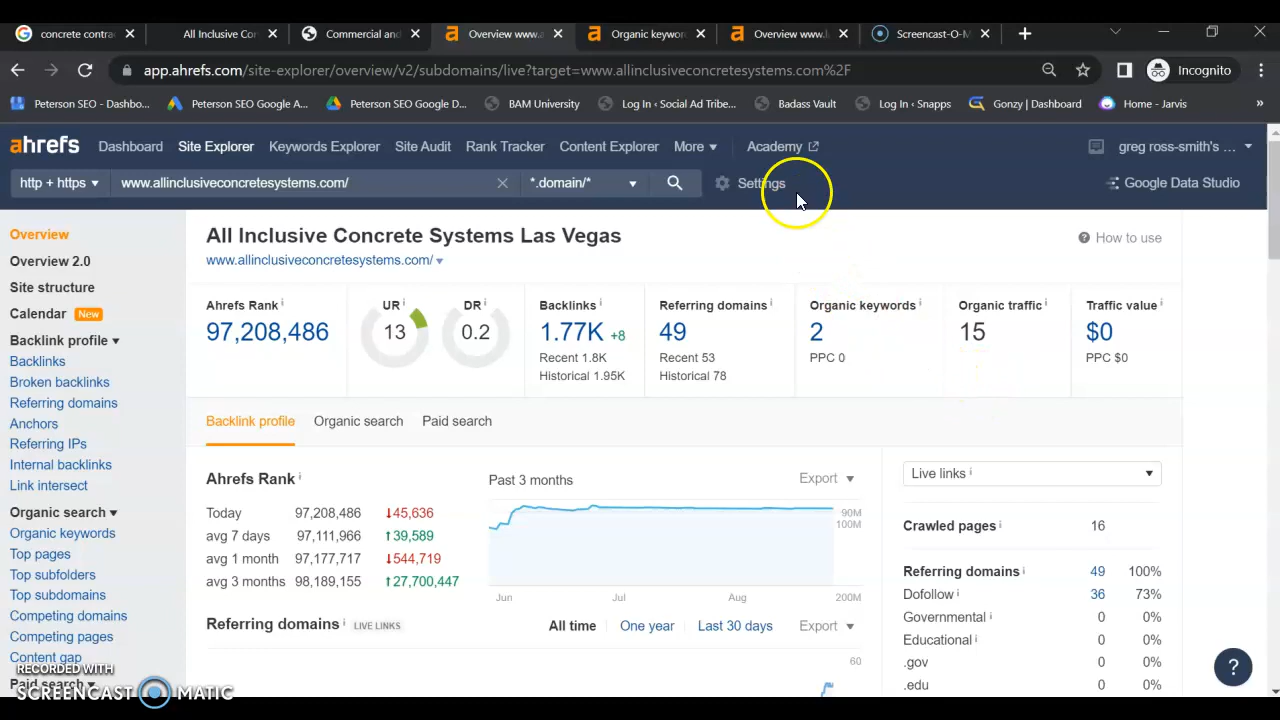 concrete contra
All Inclusive Co
Commercial and
Overview www.a
Organic keywor
Overview www.l
Screencast-O-M
app.ahrefs.com/site-explorer/overview/v2/subdomains/live?target=www.allinclusiveconcretesystems.com%2F
Incognito
Peterson SEO - Dashbo...
Peterson SEO Google A...
Peterson SEO Google D...
BAM University
Log In ‹ Social Ad Tribe...
Badass Vault
Log In ‹ Snapps
Gonzy | Dashboard
Home - Jarvis
»
ahrefs Dashboard Site Explorer Keywords Explorer Site Audit Rank Tracker Content Explorer More Academy greg ross-smith's ...
http + https www.allinclusiveconcretesystems.com/ *.domain/* Settings Google Data Studio
Overview
Overview 2.0
Site structure
Calendar New
Backlink profile
Backlinks
Broken backlinks
Referring domains
Anchors
Referring IPs
Internal backlinks
Link intersect
Organic search
Organic keywords
Top pages
Top subfolders
Top subdomains
Competing domains
Competing pages
Content gap
Paid search
All Inclusive Concrete Systems Las Vegas
How to use
www.allinclusiveconcretesystems.com/
Ahrefs Rank
97,208,486
UR
13
DR
0.2
Backlinks
1.77K +8
Recent 1.8K
Historical 1.95K
Referring domains
49
Recent 53
Historical 78
Organic keywords
2
PPC 0
Organic traffic
15
Traffic value
$0
PPC $0
Backlink profile Organic search Paid search
Ahrefs Rank
Today 97,208,486 ↓45,636
avg 7 days 97,111,966 ↑39,589
avg 1 month 97,177,717 ↓544,719
avg 3 months 98,189,155 ↑27,700,447
Past 3 months Export
90M
100M
Jun Jul Aug 200M
Referring domains LIVE LINKS All time One year Last 30 days Export
60
Live links
Crawled pages 16
Referring domains 49 100%
Dofollow 36 73%
Governmental 0 0%
Educational 0 0%
.gov 0 0%
.edu 0 0%
?
RECORDED WITH
SCREENCAST MATIC